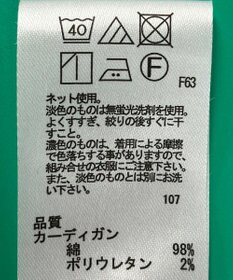 40
F
F63
ネット使用。
淡色のものは無蛍光洗剤を使用。
よくすすぎ、絞りの後すぐに干
すこと。
濃色のものは、着用による摩擦
で色落ちする事がありますので、
組み合せの衣服にご注意下さい。
また、淡色のものとは別にお洗
い下さい。
107
品質
カーディガン
綿 98%
ポリウレタン 2%